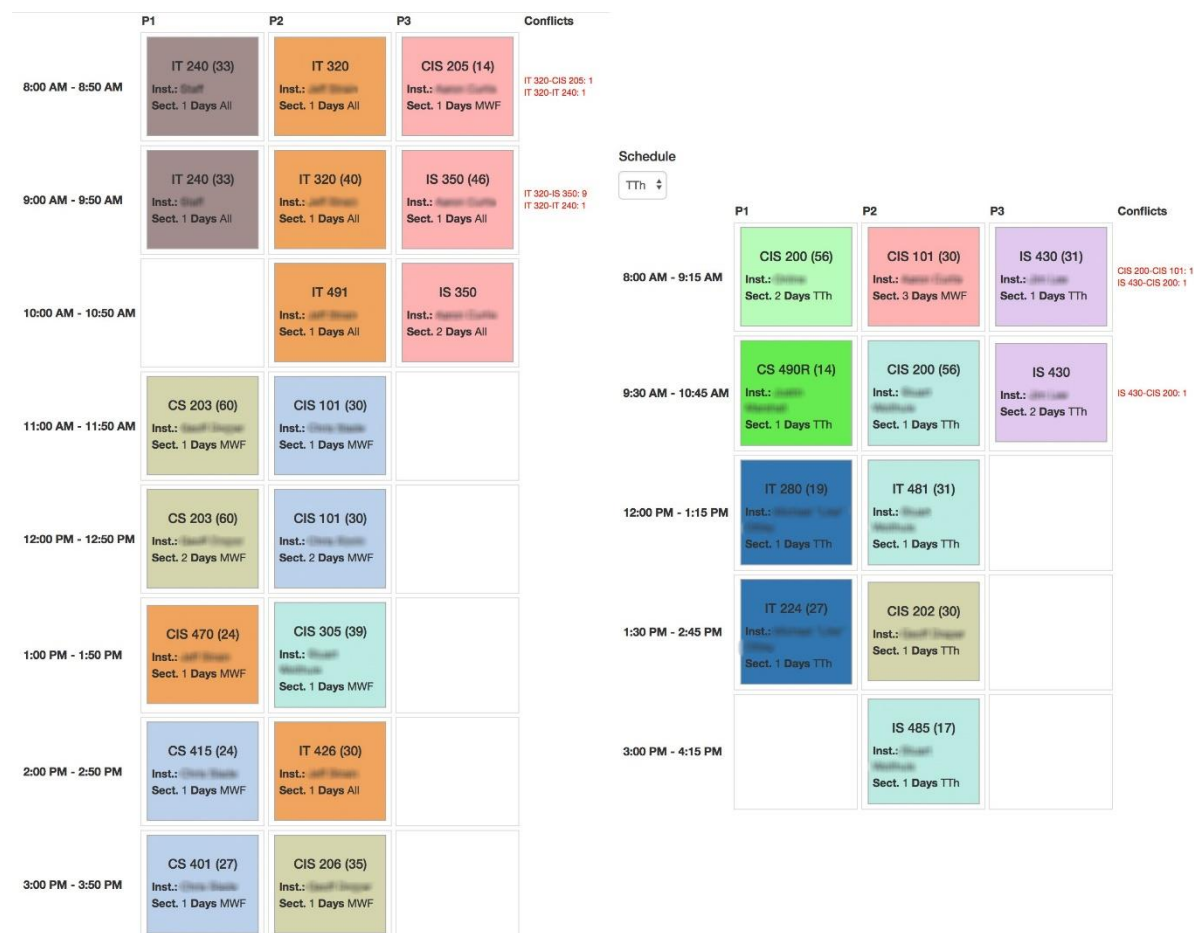 P1 P2 P3 Conflicts
8:00 AM - 8:50 AM
IT 240 (33)
Inst.:
Sect. 1 Days All
IT 320
Inst.:
Sect. 1 Days All
CIS 205 (14)
Inst.:
Sect. 1 Days MWF
IT 320-CIS 205: 1
IT 320-IT 240: 1
9:00 AM - 9:50 AM
IT 240 (33)
Inst.:
Sect. 1 Days All
IT 320 (40)
Inst.:
Sect. 1 Days All
IS 350 (46)
Inst.:
Sect. 1 Days All
IT 320-IS 350: 9
IT 320-IT 240: 1
10:00 AM - 10:50 AM
IT 491
Inst.:
Sect. 1 Days All
IS 350
Inst.:
Sect. 2 Days All
11:00 AM - 11:50 AM
CS 203 (60)
Inst.:
Sect. 1 Days MWF
CIS 101 (30)
Inst.:
Sect. 1 Days MWF
12:00 PM - 12:50 PM
CS 203 (60)
Inst.:
Sect. 2 Days MWF
CIS 101 (30)
Inst.:
Sect. 2 Days MWF
1:00 PM - 1:50 PM
CIS 470 (24)
Inst.:
Sect. 1 Days MWF
CIS 305 (39)
Inst.:
Sect. 1 Days MWF
2:00 PM - 2:50 PM
CS 415 (24)
Inst.:
Sect. 1 Days MWF
IT 426 (30)
Inst.:
Sect. 1 Days All
3:00 PM - 3:50 PM
CS 401 (27)
Inst.:
Sect. 1 Days MWF
CIS 206 (35)
Inst.:
Sect. 1 Days MWF
Schedule
TTh
P1 P2 P3 Conflicts
8:00 AM - 9:15 AM
CIS 200 (56)
Inst.:
Sect. 2 Days TTh
CIS 101 (30)
Inst.:
Sect. 3 Days MWF
IS 430 (31)
Inst.:
Sect. 1 Days TTh
CIS 200-CIS 101: 1
IS 430-CIS 200: 1
9:30 AM - 10:45 AM
CS 490R (14)
Inst.:
Sect. 1 Days TTh
CIS 200 (56)
Inst.:
Sect. 1 Days TTh
IS 430
Inst.:
Sect. 2 Days TTh
IS 430-CIS 200: 1
12:00 PM - 1:15 PM
IT 280 (19)
Inst.:
Sect. 1 Days TTh
IT 481 (31)
Inst.:
Sect. 1 Days TTh
1:30 PM - 2:45 PM
IT 224 (27)
Inst.:
Sect. 1 Days TTh
CIS 202 (30)
Inst.:
Sect. 1 Days TTh
3:00 PM - 4:15 PM
IS 485 (17)
Inst.:
Sect. 1 Days TTh